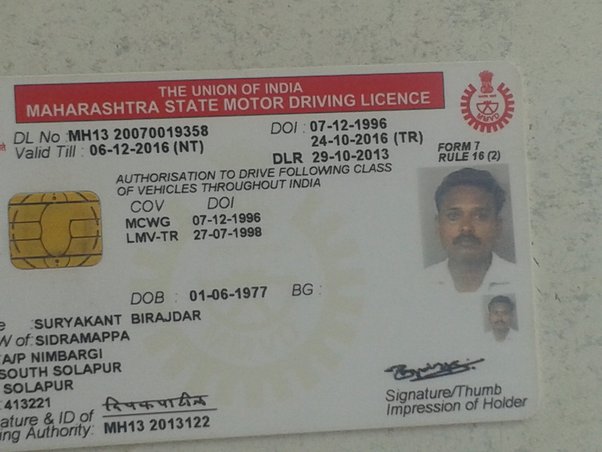 THE UNION OF INDIA
MAHARASHTRA STATE MOTOR DRIVING LICENCE
DL No : MH13 20070019358 DOI : 07-12-1996
Valid Till : 06-12-2016 (NT) 24-10-2016 (TR)
DLR 29-10-2013
FORM 7
RULE 16 (2)
AUTHORISATION TO DRIVE FOLLOWING CLASS
OF VEHICLES THROUGHOUT INDIA
COV DOI
MCWG 07-12-1996
LMV-TR 27-07-1998
DOB : 01-06-1977 BG :
e SURYAKANT BIRAJDAR
W of : SIDRAMAPPA
A/P NIMBARGI
SOUTH SOLAPUR
SOLAPUR
: 413221
ature & ID of
ing Authority: MH13 2013122
Signature/Thumb
Impression of Holder